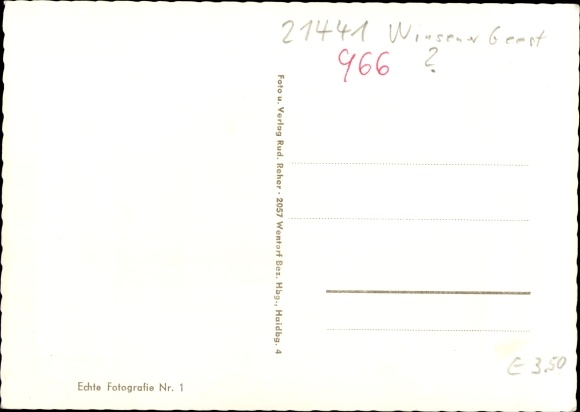 21441 Winsener Geest
966 ?
Foto u. Verlag Rud. Reher · 2057 Wentorf Bez. Hbg., Haidbg. 4
€ 3.50
Echte Fotografie Nr. 1